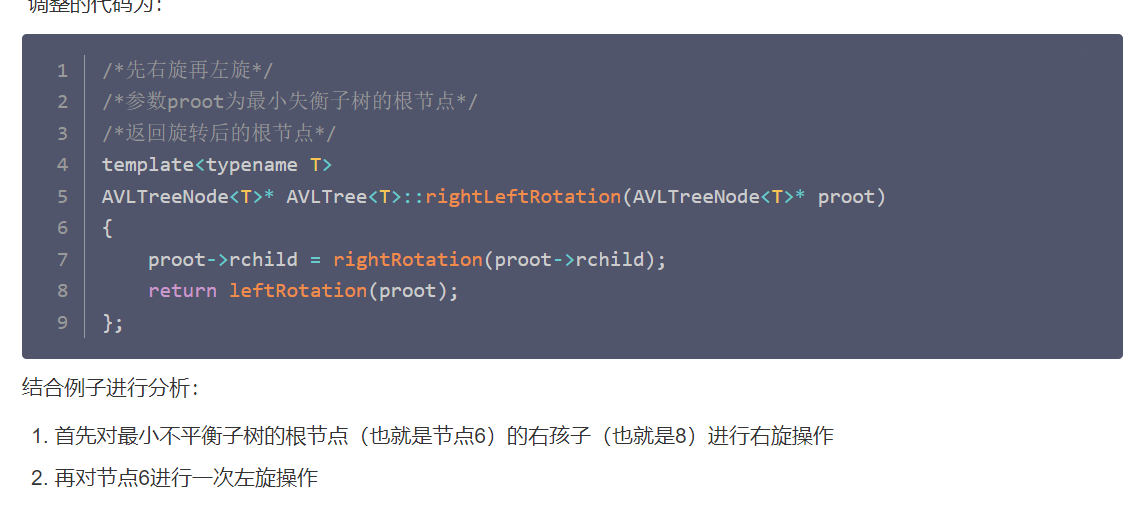 调整的代码为：
1 /*先右旋再左旋*/
2 /*参数proot为最小失衡子树的根节点*/
3 /*返回旋转后的根节点*/
4 template<typename T>
5 AVLTreeNode<T>* AVLTree<T>::rightLeftRotation(AVLTreeNode<T>* proot)
6 {
7     proot->rchild = rightRotation(proot->rchild);
8     return leftRotation(proot);
9 };
结合例子进行分析：
1. 首先对最小不平衡子树的根节点（也就是节点6）的右孩子（也就是8）进行右旋操作
2. 再对节点6进行一次左旋操作